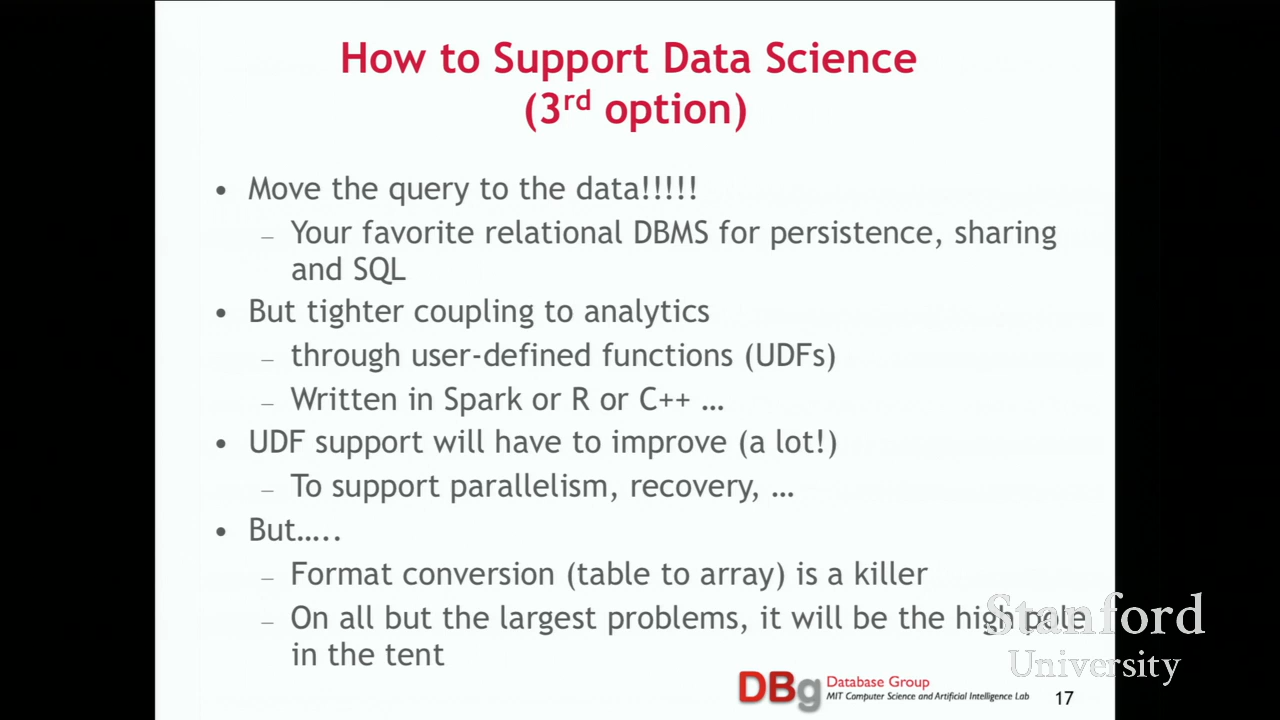 How to Support Data Science
(3rd option)
• Move the query to the data!!!!!
– Your favorite relational DBMS for persistence, sharing
and SQL
• But tighter coupling to analytics
– through user-defined functions (UDFs)
– Written in Spark or R or C++ …
• UDF support will have to improve (a lot!)
– To support parallelism, recovery, …
• But…..
– Format conversion (table to array) is a killer
– On all but the largest problems, it will be the high pole
in the tent
Stanford
University
DBg Database Group
MIT Computer Science and Artificial Intelligence Lab
17